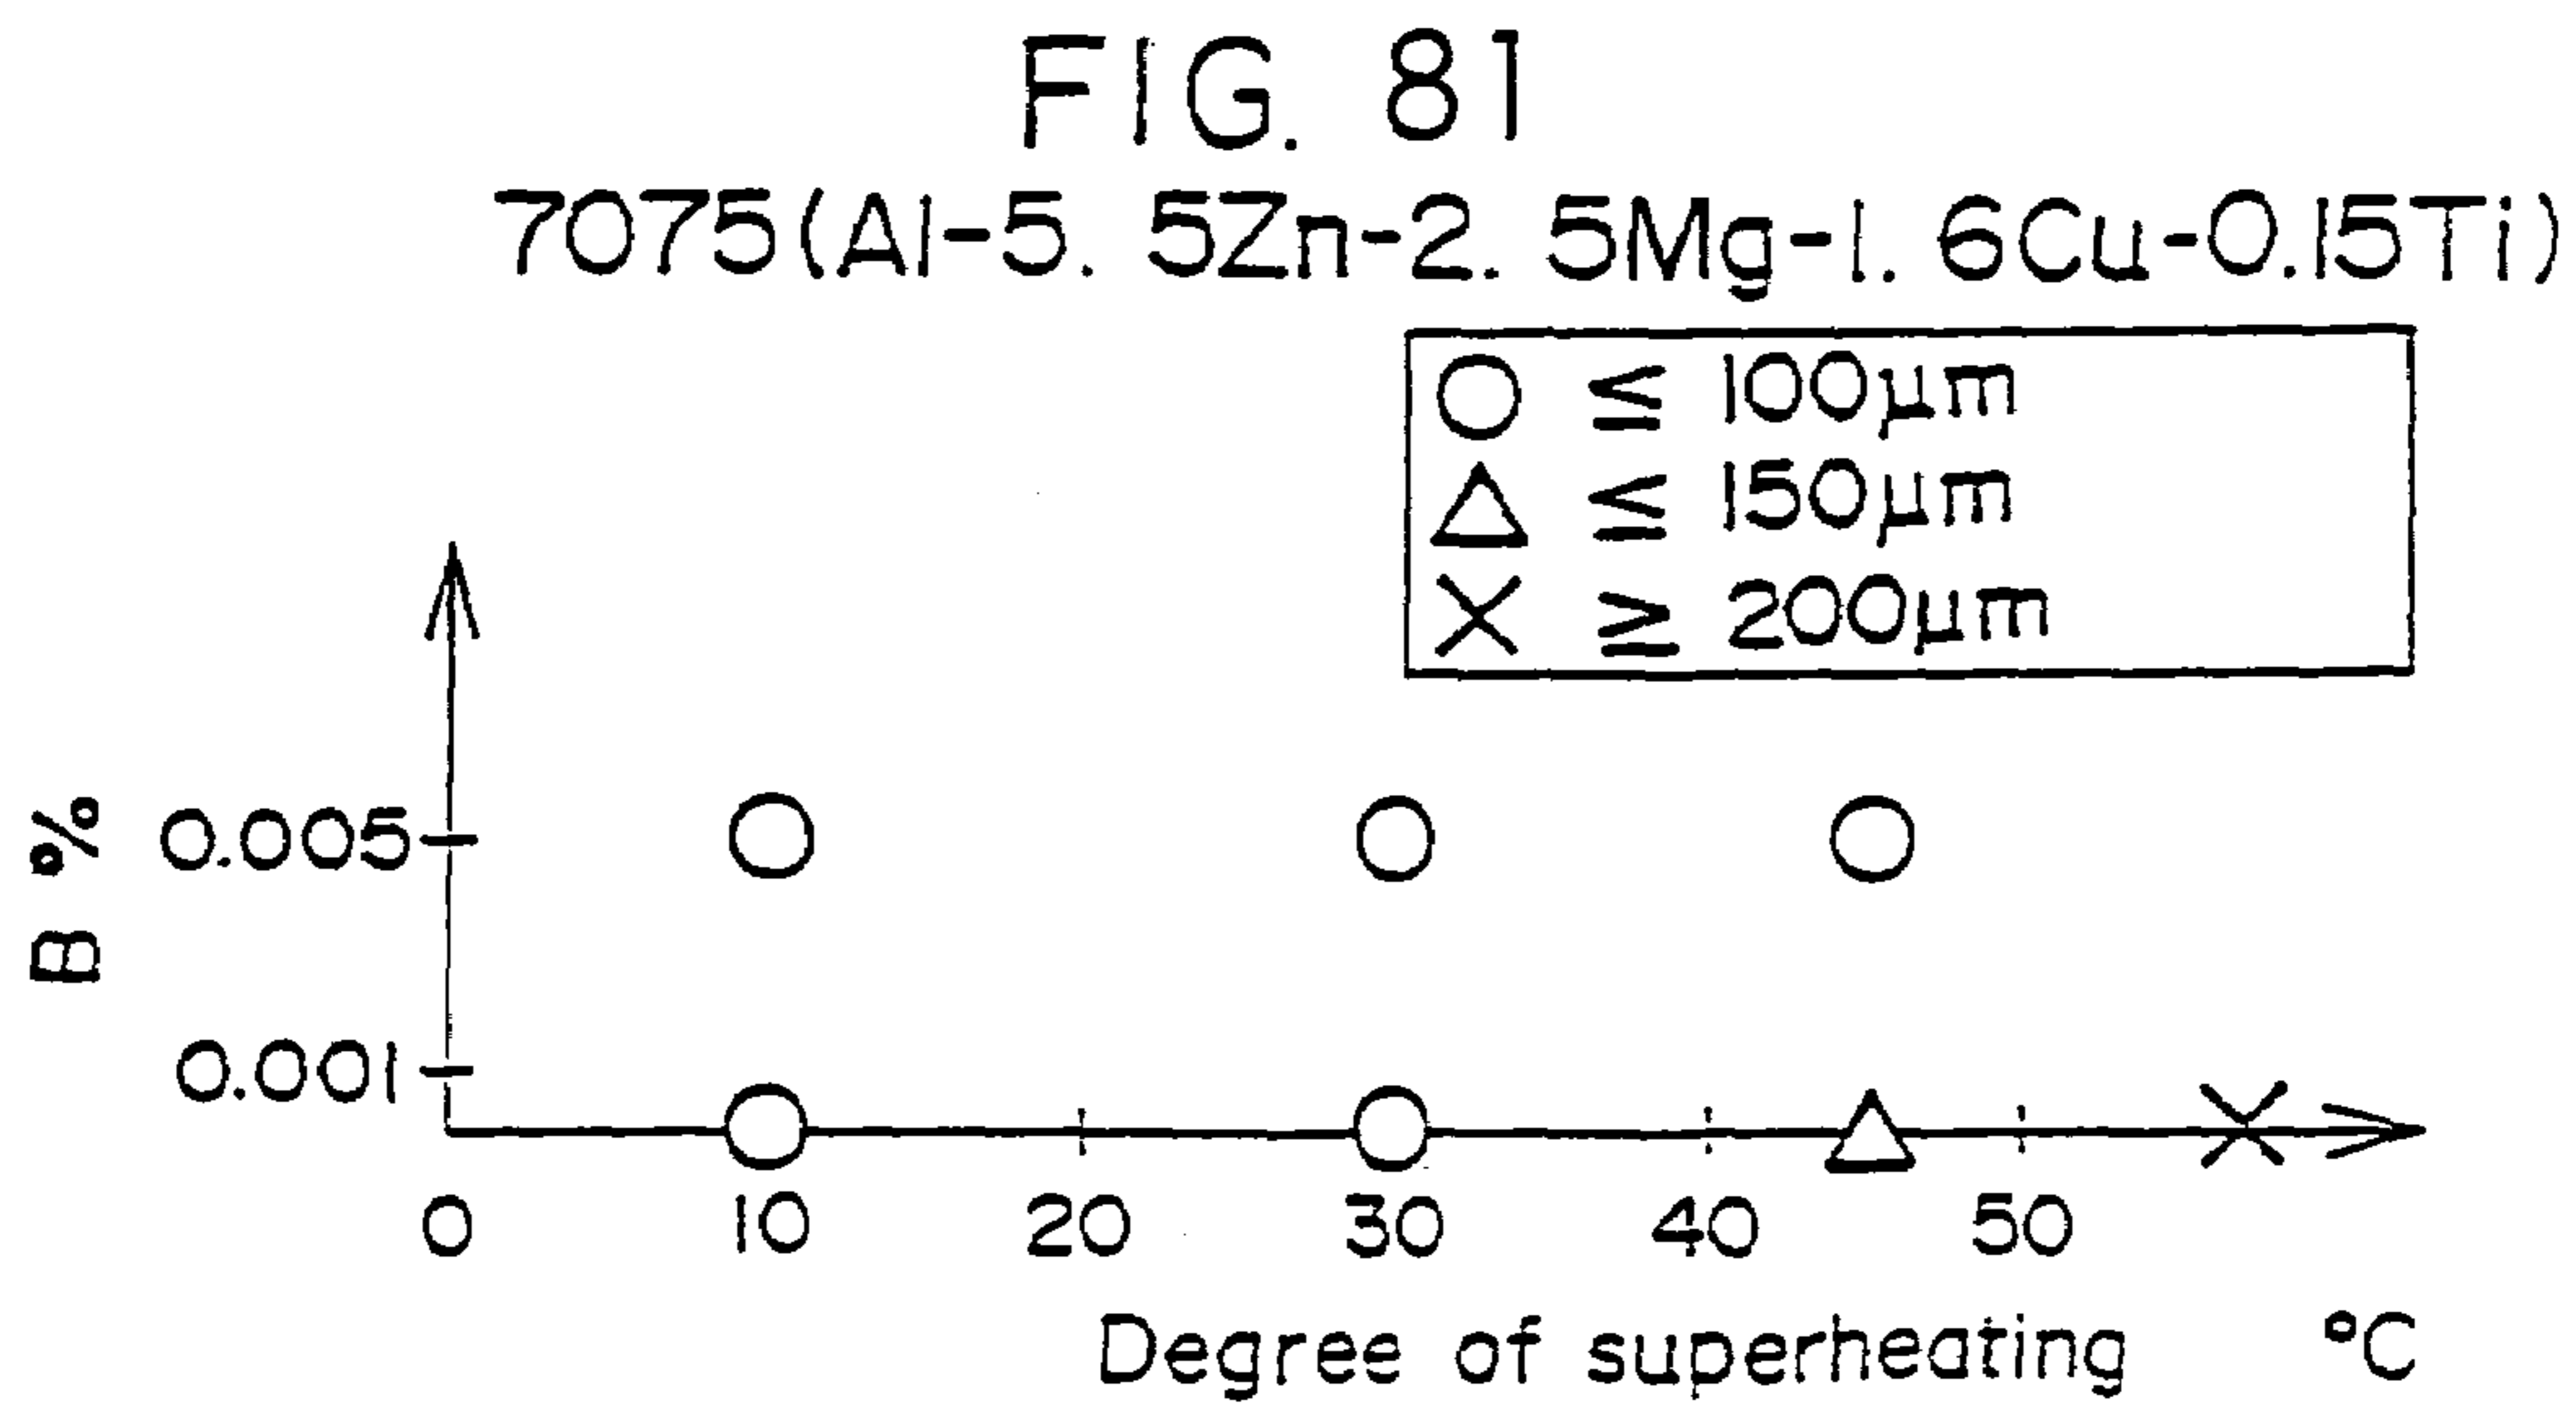 FIG. 81
7075(Al-5. 5Zn-2. 5Mg-1. 6Cu-0.15Ti)
○ ≦ 100μm
△ ≦ 150μm
× ≧ 200μm
B %
0.005
0.001
0 10 20 30 40 50
Degree of superheating °C